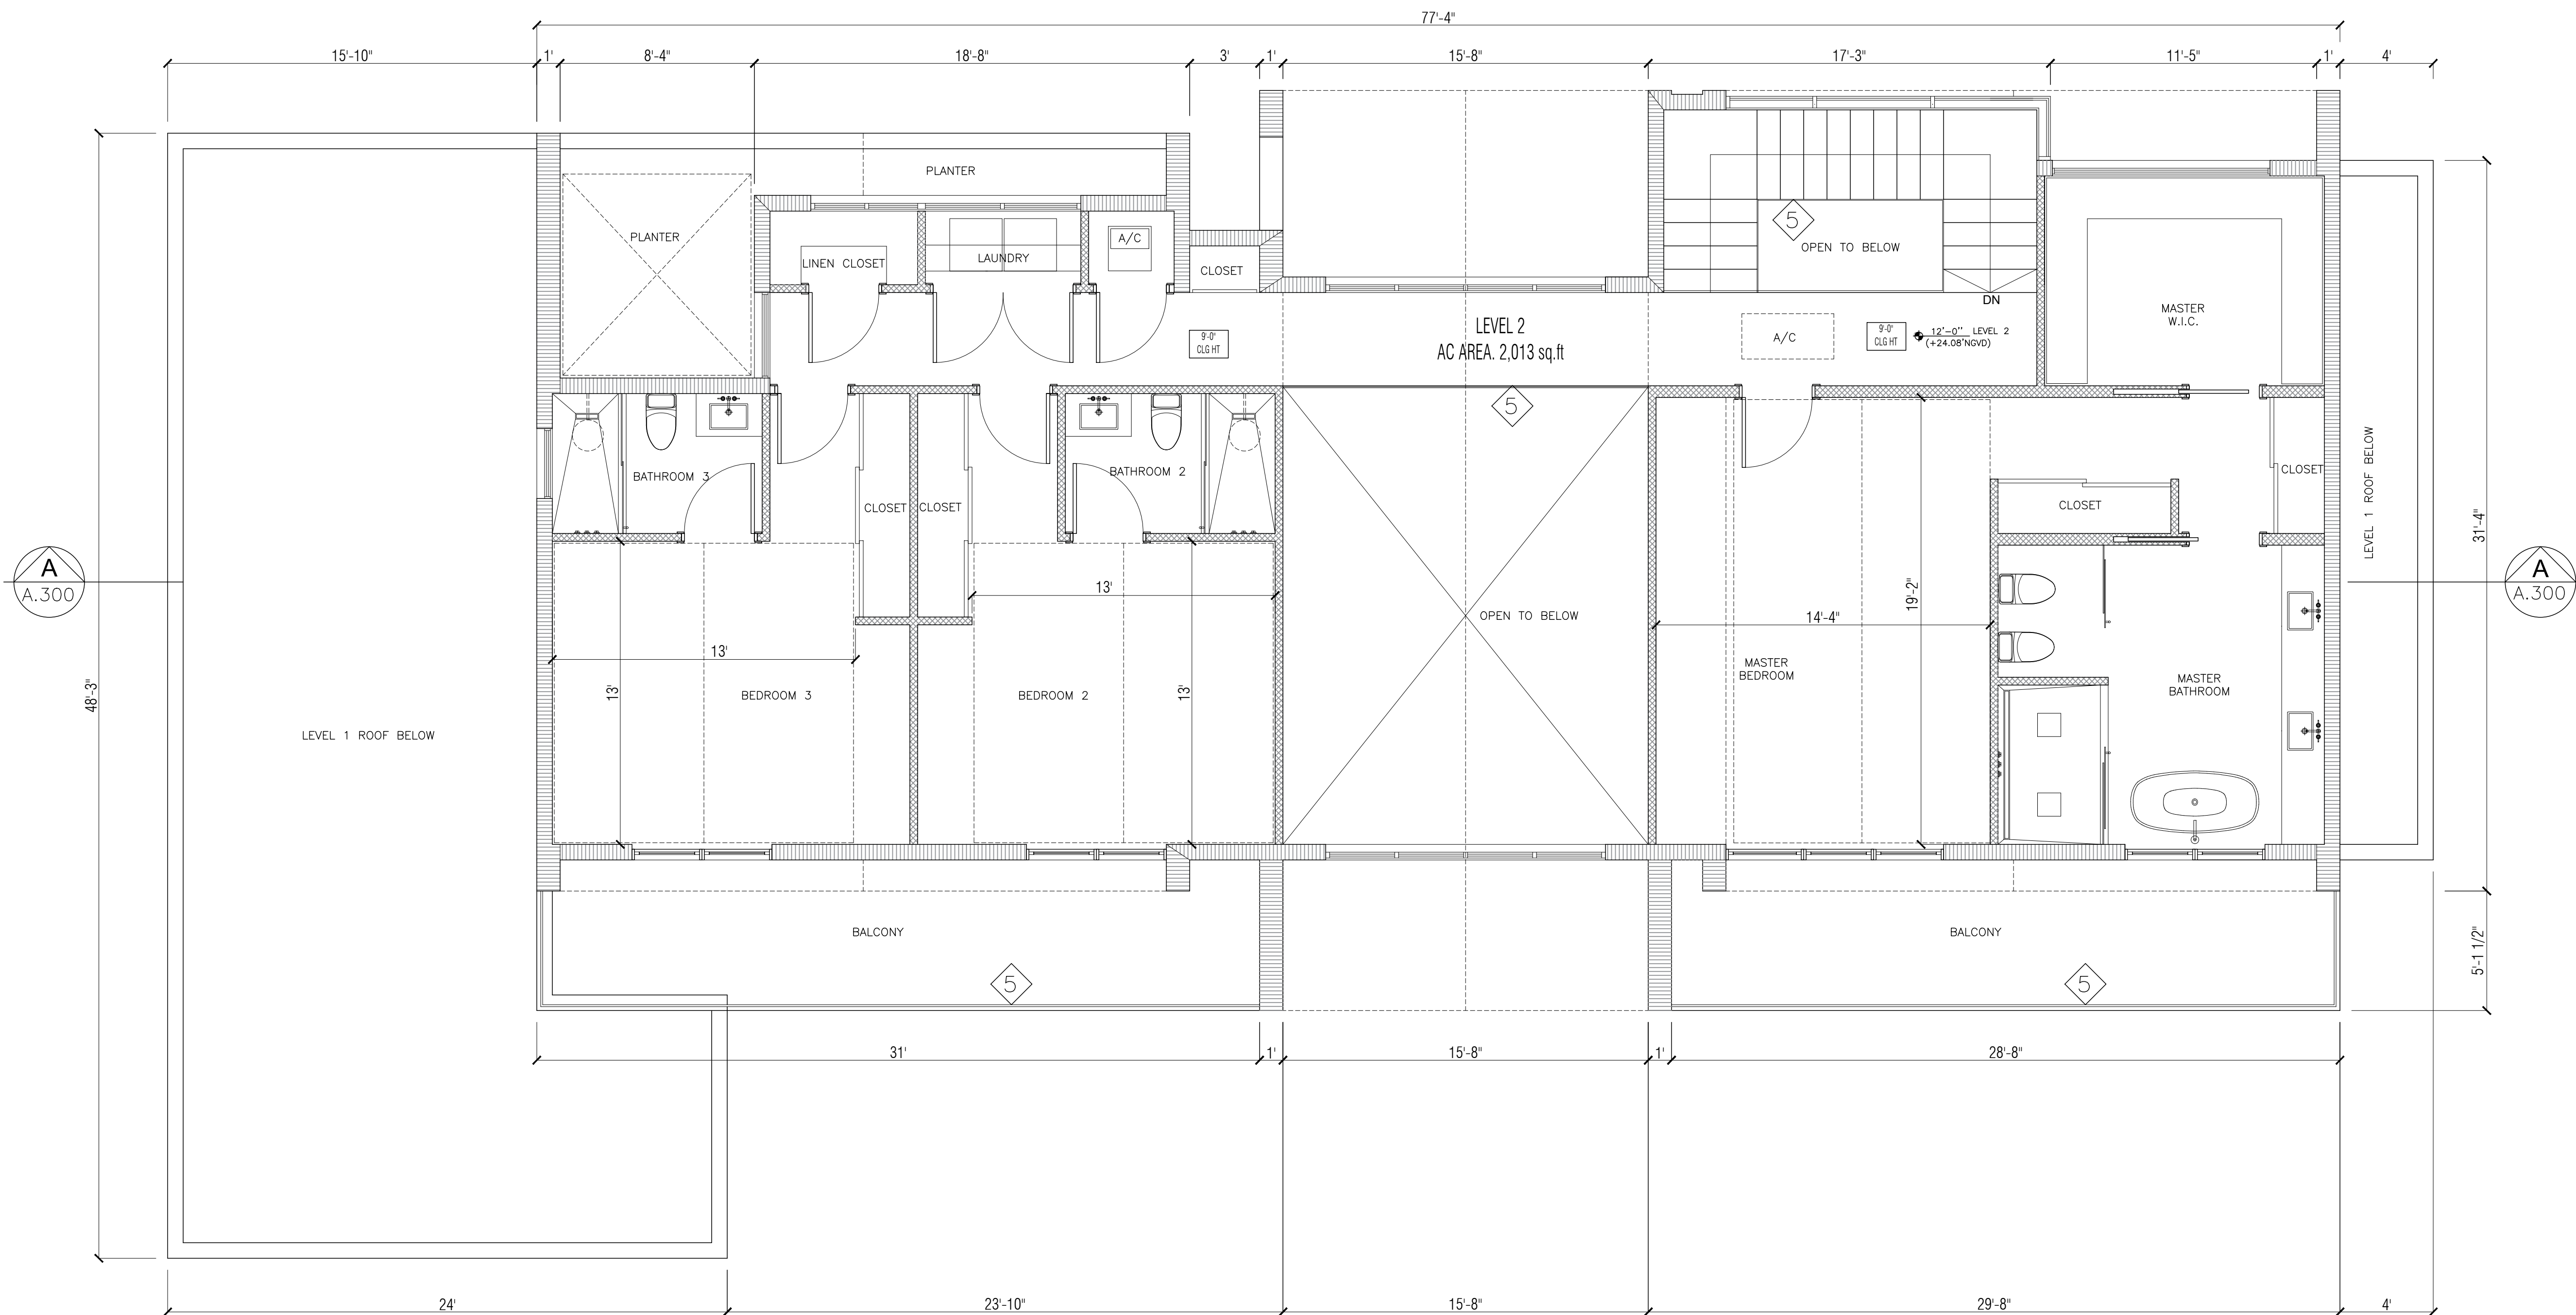 77'-4"
15'-10"
1'
8'-4"
18'-8"
3'
1'
15'-8"
17'-3"
11'-5"
1'
4'
PLANTER
PLANTER
LINEN CLOSET
LAUNDRY
A/C
CLOSET
5
OPEN TO BELOW
DN
MASTER
W.I.C.
9'-0"
CLG HT
LEVEL 2
AC AREA. 2,013 sq.ft
A/C
9'-0"
CLG HT
12'-0" LEVEL 2
(+24.08'NGVD)
5
BATHROOM 3
BATHROOM 2
CLOSET
CLOSET
CLOSET
CLOSET
LEVEL 1 ROOF BELOW
31'-4"
A
A.300
A
A.300
13'
OPEN TO BELOW
14'-4"
19'-2"
13'
13'
13'
BEDROOM 3
BEDROOM 2
MASTER
BEDROOM
MASTER
BATHROOM
48'-3"
LEVEL 1 ROOF BELOW
BALCONY
BALCONY
5
5
5'-1 1/2"
31'
1'
15'-8"
1'
28'-8"
24'
23'-10"
15'-8"
29'-8"
4'